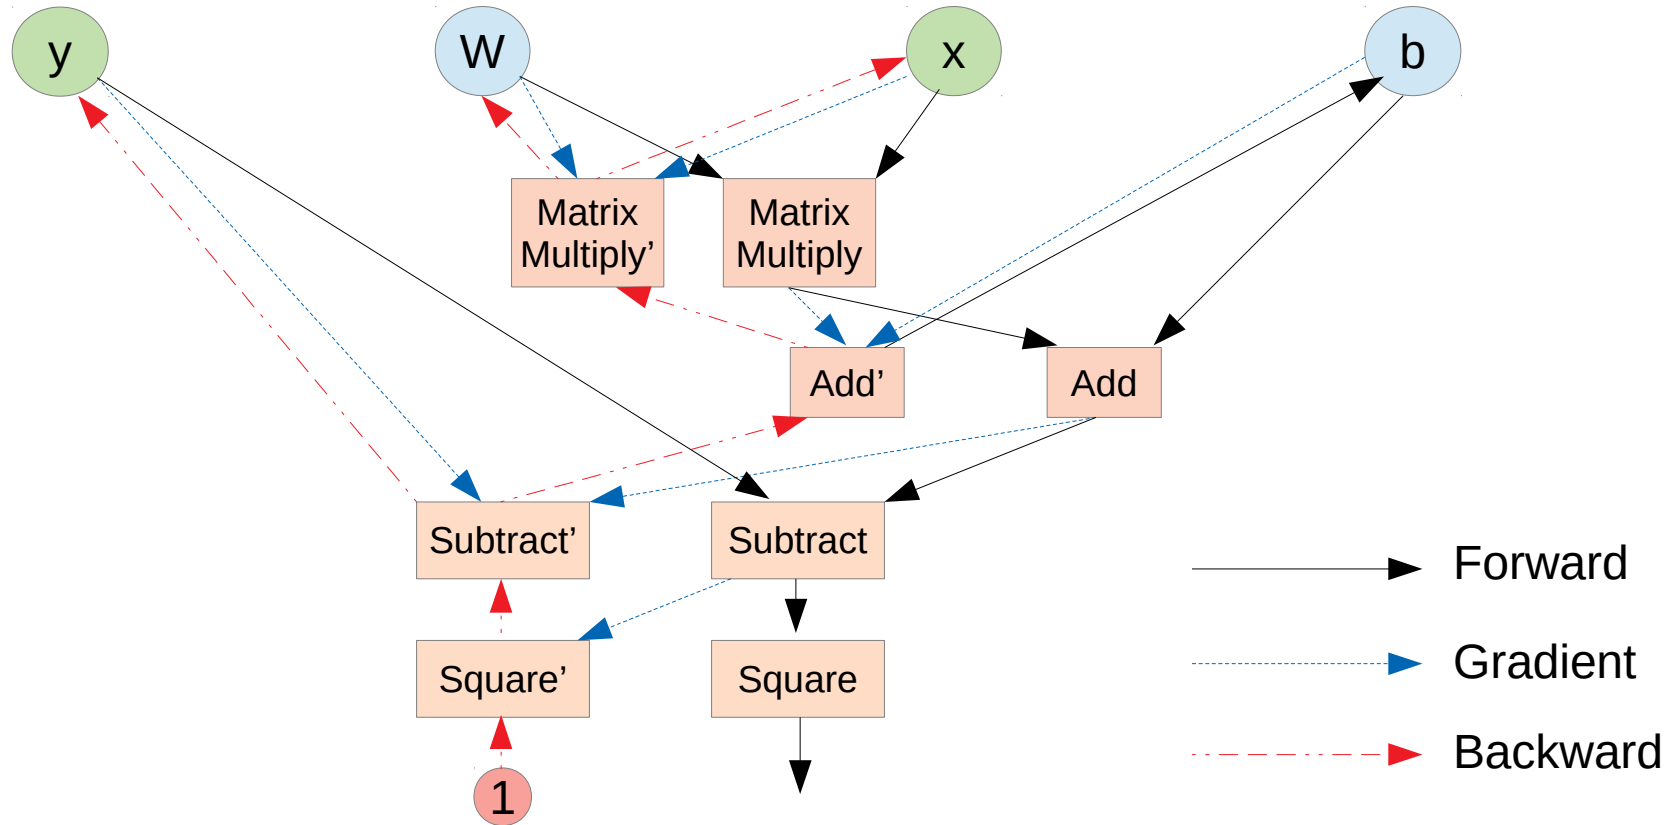 y
W
x
b
Matrix
Multiply’
Matrix
Multiply
Add’
Add
Subtract’
Subtract
Square’
Square
1
Forward
Gradient
Backward